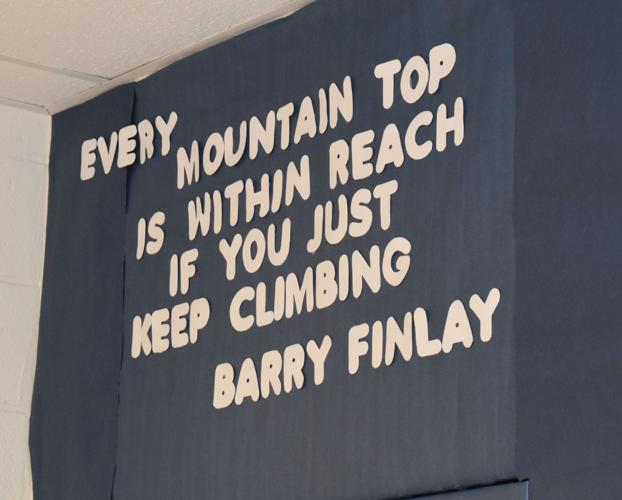 EVERY MOUNTAIN TOP
IS WITHIN REACH
IF YOU JUST
KEEP CLIMBING
BARRY FINLAY